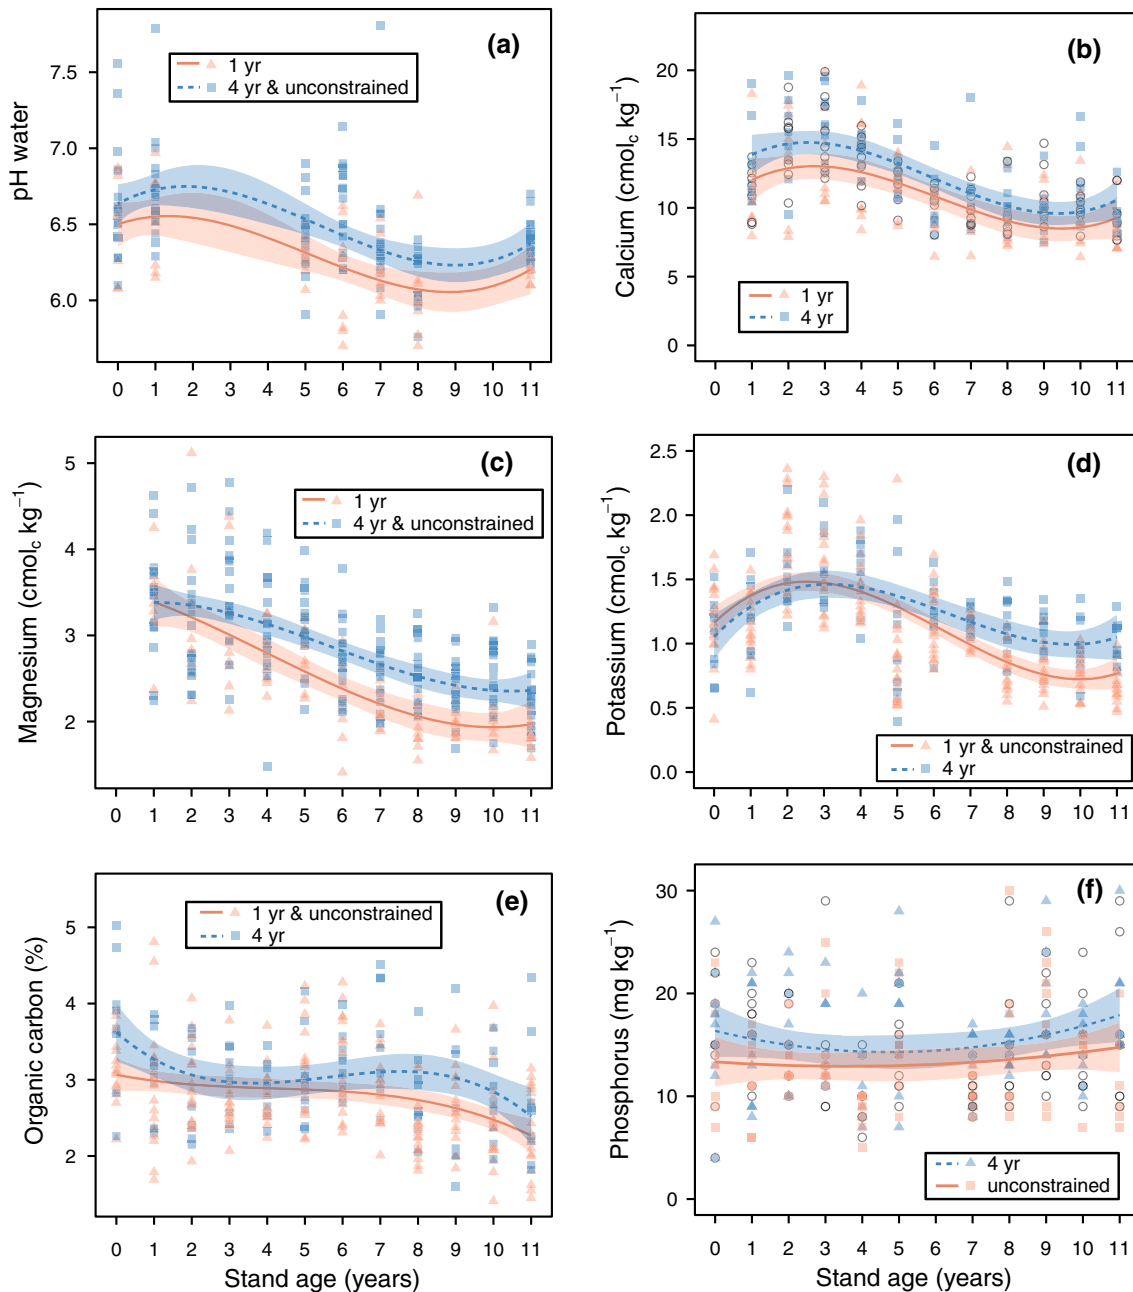 (a)
1 yr
4 yr & unconstrained
pH water
7.5
7.0
6.5
6.0
0 1 2 3 4 5 6 7 8 9 10 11
(b)
Calcium (cmolc kg−1)
20
15
10
5
0
1 yr
4 yr
0 1 2 3 4 5 6 7 8 9 10 11
(c)
1 yr
4 yr & unconstrained
Magnesium (cmolc kg−1)
5
4
3
2
0 1 2 3 4 5 6 7 8 9 10 11
(d)
Potassium (cmolc kg−1)
2.5
2.0
1.5
1.0
0.5
0.0
1 yr & unconstrained
4 yr
0 1 2 3 4 5 6 7 8 9 10 11
(e)
1 yr & unconstrained
4 yr
Organic carbon (%)
5
4
3
2
0 1 2 3 4 5 6 7 8 9 10 11
Stand age (years)
(f)
Phosphorus (mg kg−1)
30
20
10
0
4 yr
unconstrained
0 1 2 3 4 5 6 7 8 9 10 11
Stand age (years)